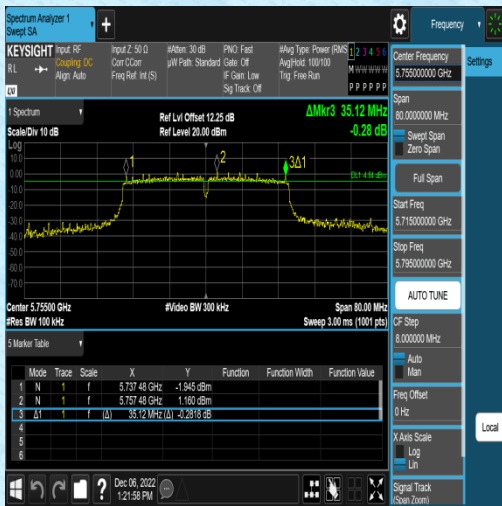 Spectrum Analyzer 1
Swept SA
+
Frequency
Settings
KEYSIGHT
Input: RF
Coupling: DC
Align: Auto
Input Z: 50 Ω
Corr CCorr
Freq Ref: Int (S)
#Atten: 30 dB
µW Path: Standard
PNO: Fast
Gate: Off
IF Gain: Low
Sig Track: Off
#Avg Type: Power (RMS
Avg|Hold: 100/100
Trig: Free Run
1 2 3 4 5 6
M W W W W W
P P P P P P
R L
LXI
1 Spectrum
Scale/Div 10 dB
Log
Ref Lvl Offset 12.25 dB
Ref Level 20.00 dBm
ΔMkr3 35.12 MHz
-0.28 dB
10.0
0.00
-10.0
-20.0
-30.0
-40.0
-50.0
-60.0
-70.0
1
2
3Δ1
Center 5.75500 GHz
#Res BW 100 kHz
#Video BW 300 kHz
Span 80.00 MHz
Sweep 3.00 ms (1001 pts)
5 Marker Table
Mode Trace Scale X Y Function Function Width Function Value
1 N 1 f 5.737 48 GHz -1.945 dBm
2 N 1 f 5.757 48 GHz 1.160 dBm
3 Δ1 1 f (Δ) 35.12 MHz (Δ) -0.2818 dB
4
5
6
?
Dec 06, 2022
1:21:58 PM
Center Frequency
5.755000000 GHz
Span
80.0000000 MHz
Swept Span
Zero Span
Full Span
Start Freq
5.715000000 GHz
Stop Freq
5.795000000 GHz
AUTO TUNE
CF Step
8.000000 MHz
Auto
Man
Freq Offset
0 Hz
X Axis Scale
Log
Lin
Signal Track
(Span Zoom)
Local